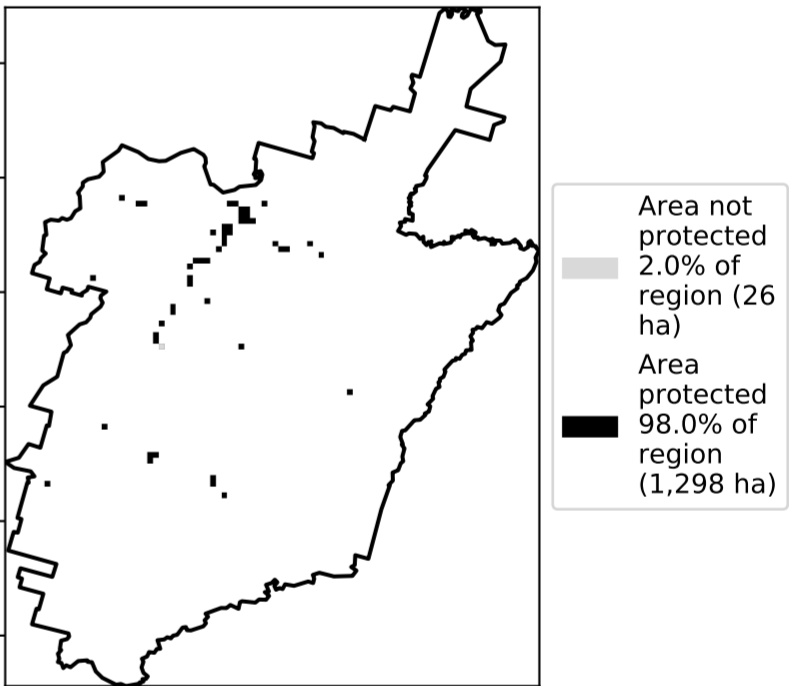 Area not
protected
2.0% of
region (26
ha)
Area
protected
98.0% of
region
(1,298 ha)